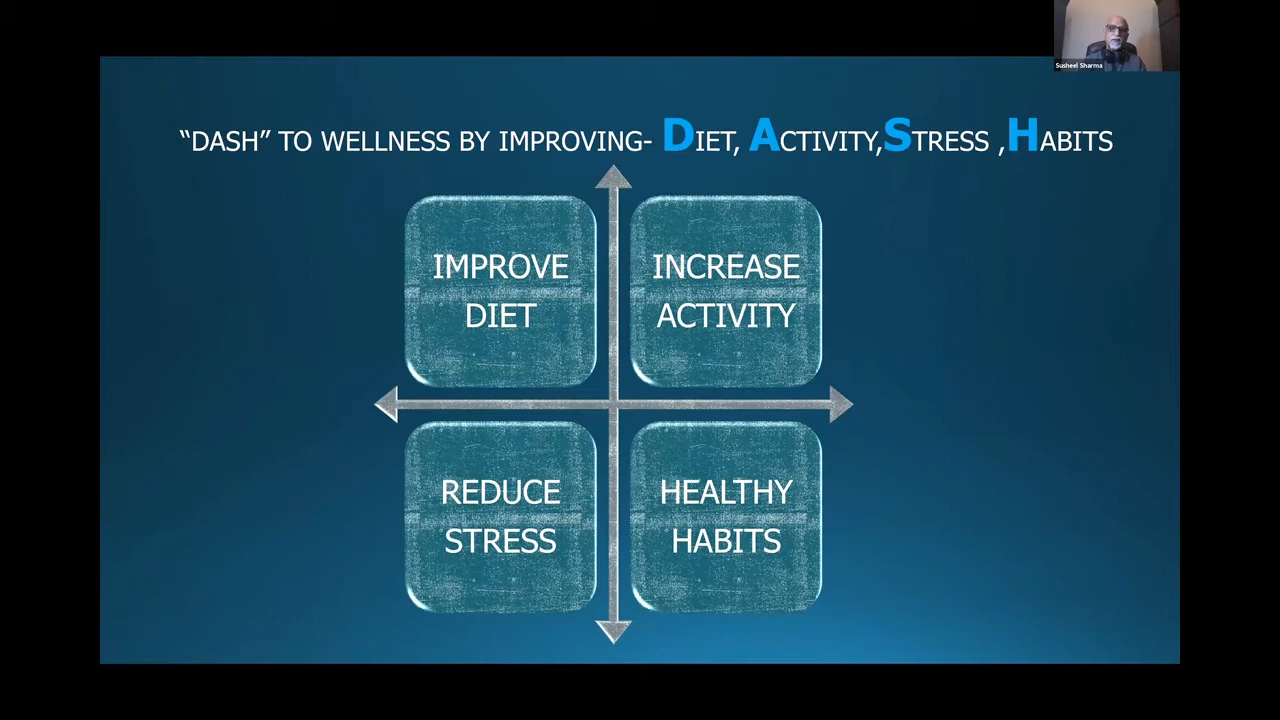 Susheel Sharma
“DASH” TO WELLNESS BY IMPROVING- DIET, ACTIVITY,STRESS ,HABITS
IMPROVE
DIET
INCREASE
ACTIVITY
REDUCE
STRESS
HEALTHY
HABITS